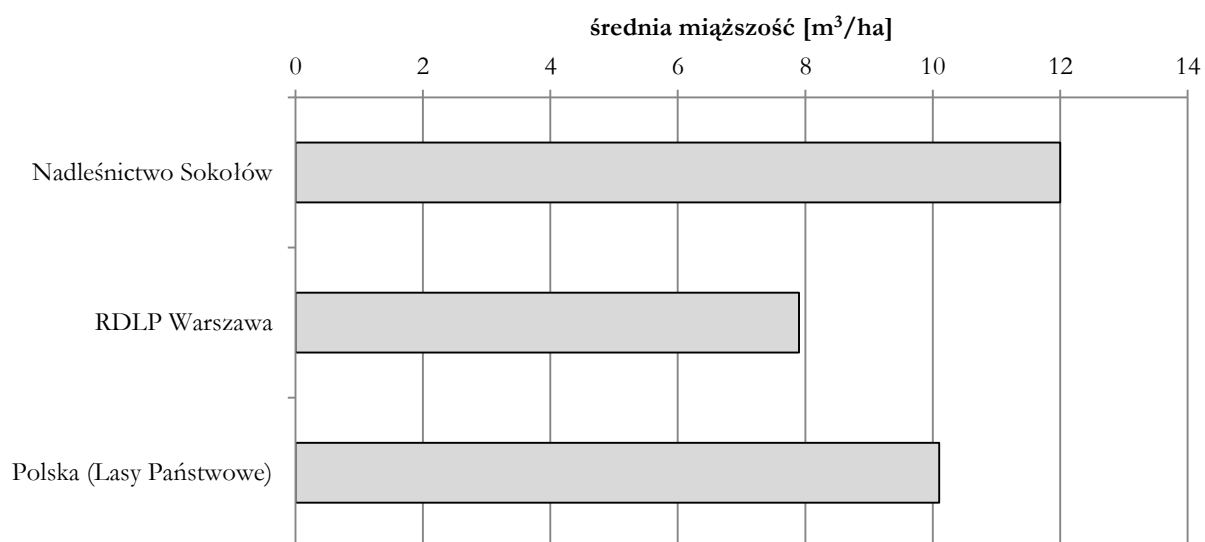 średnia miąższość [m³/ha]
0 2 4 6 8 10 12 14
Nadleśnictwo Sokołów
RDLP Warszawa
Polska (Lasy Państwowe)